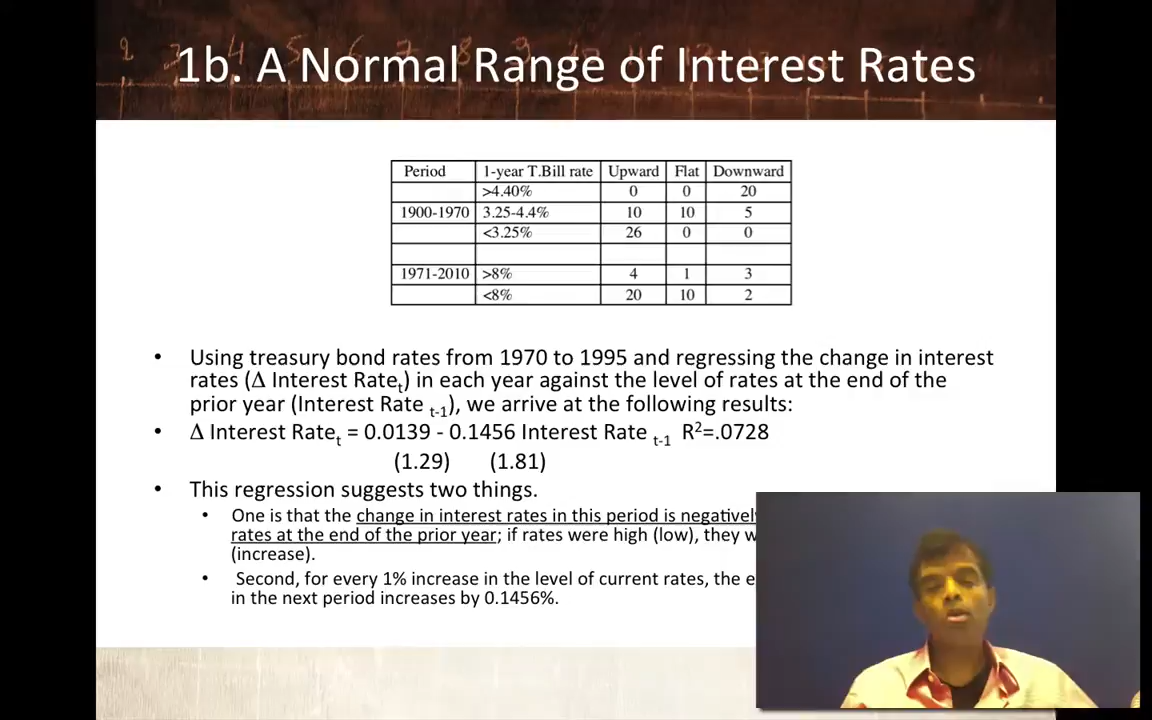 1b. A Normal Range of Interest Rates
Period 1-year T.Bill rate Upward Flat Downward
>4.40% 0 0 20
1900-1970 3.25-4.4% 10 10 5
<3.25% 26 0 0
1971-2010 >8% 4 1 3
<8% 20 10 2
• Using treasury bond rates from 1970 to 1995 and regressing the change in interest
rates (Δ Interest Ratet) in each year against the level of rates at the end of the
prior year (Interest Rate t-1), we arrive at the following results:
• Δ Interest Ratet = 0.0139 - 0.1456 Interest Rate t-1 R2=.0728
(1.29) (1.81)
• This regression suggests two things.
• One is that the change in interest rates in this period is negatively
rates at the end of the prior year; if rates were high (low), they
(increase).
• Second, for every 1% increase in the level of current rates, the
in the next period increases by 0.1456%.